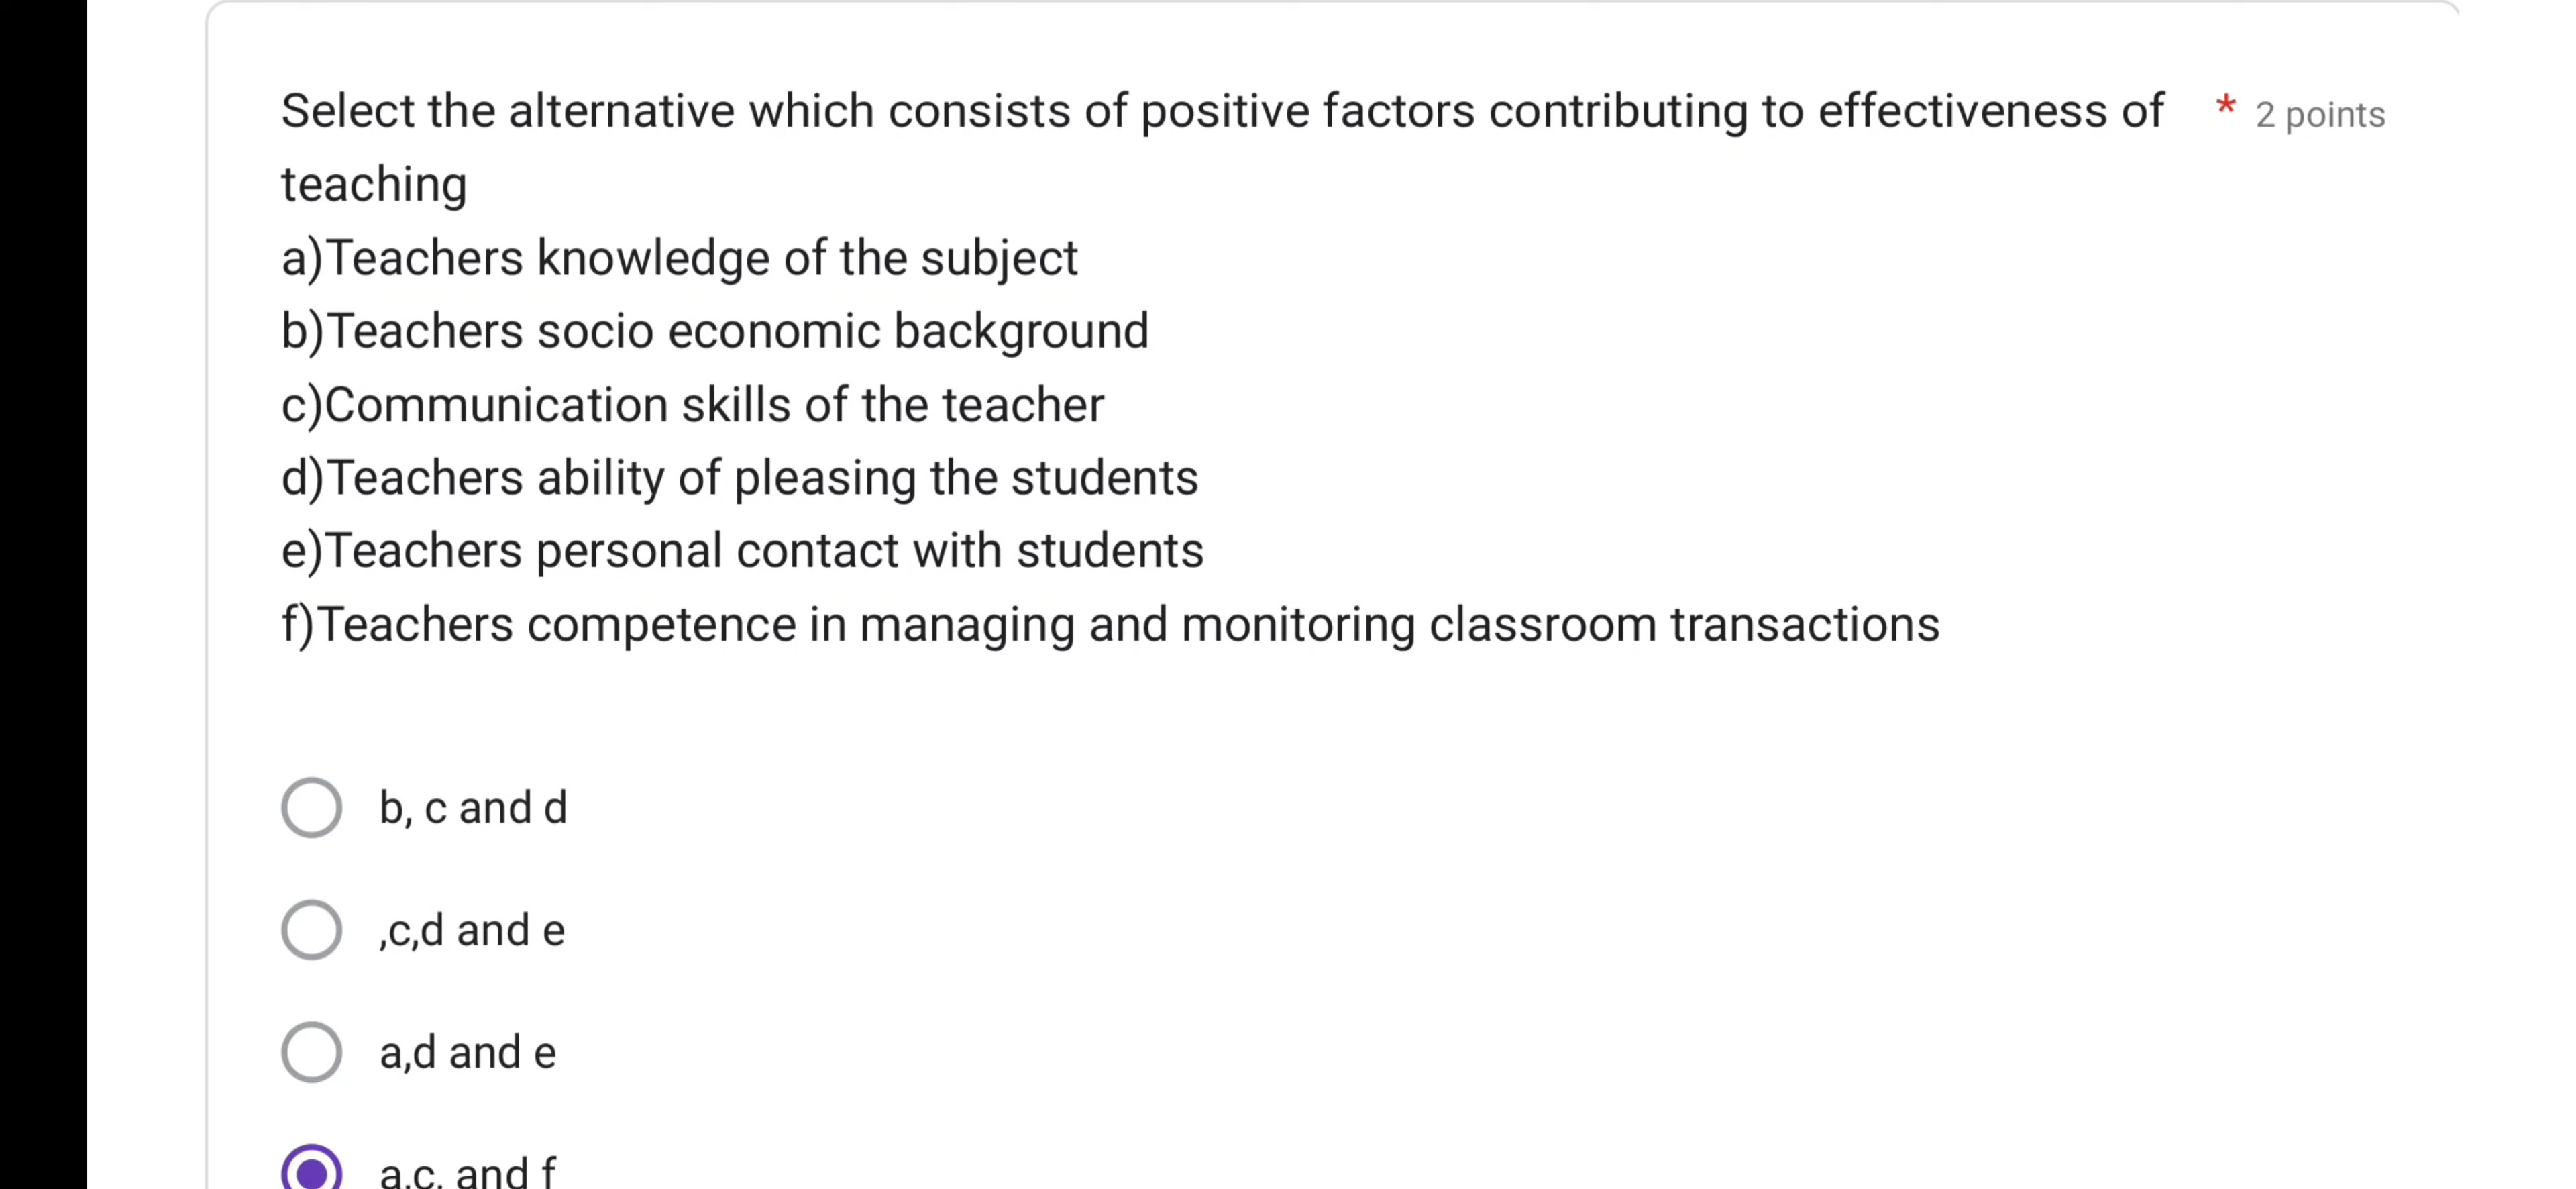 Select the alternative which consists of positive factors contributing to effectiveness of * 2 points
teaching
a)Teachers knowledge of the subject
b)Teachers socio economic background
c)Communication skills of the teacher
d)Teachers ability of pleasing the students
e)Teachers personal contact with students
f)Teachers competence in managing and monitoring classroom transactions
b, c and d
,c,d and e
a,d and e
a,c, and f